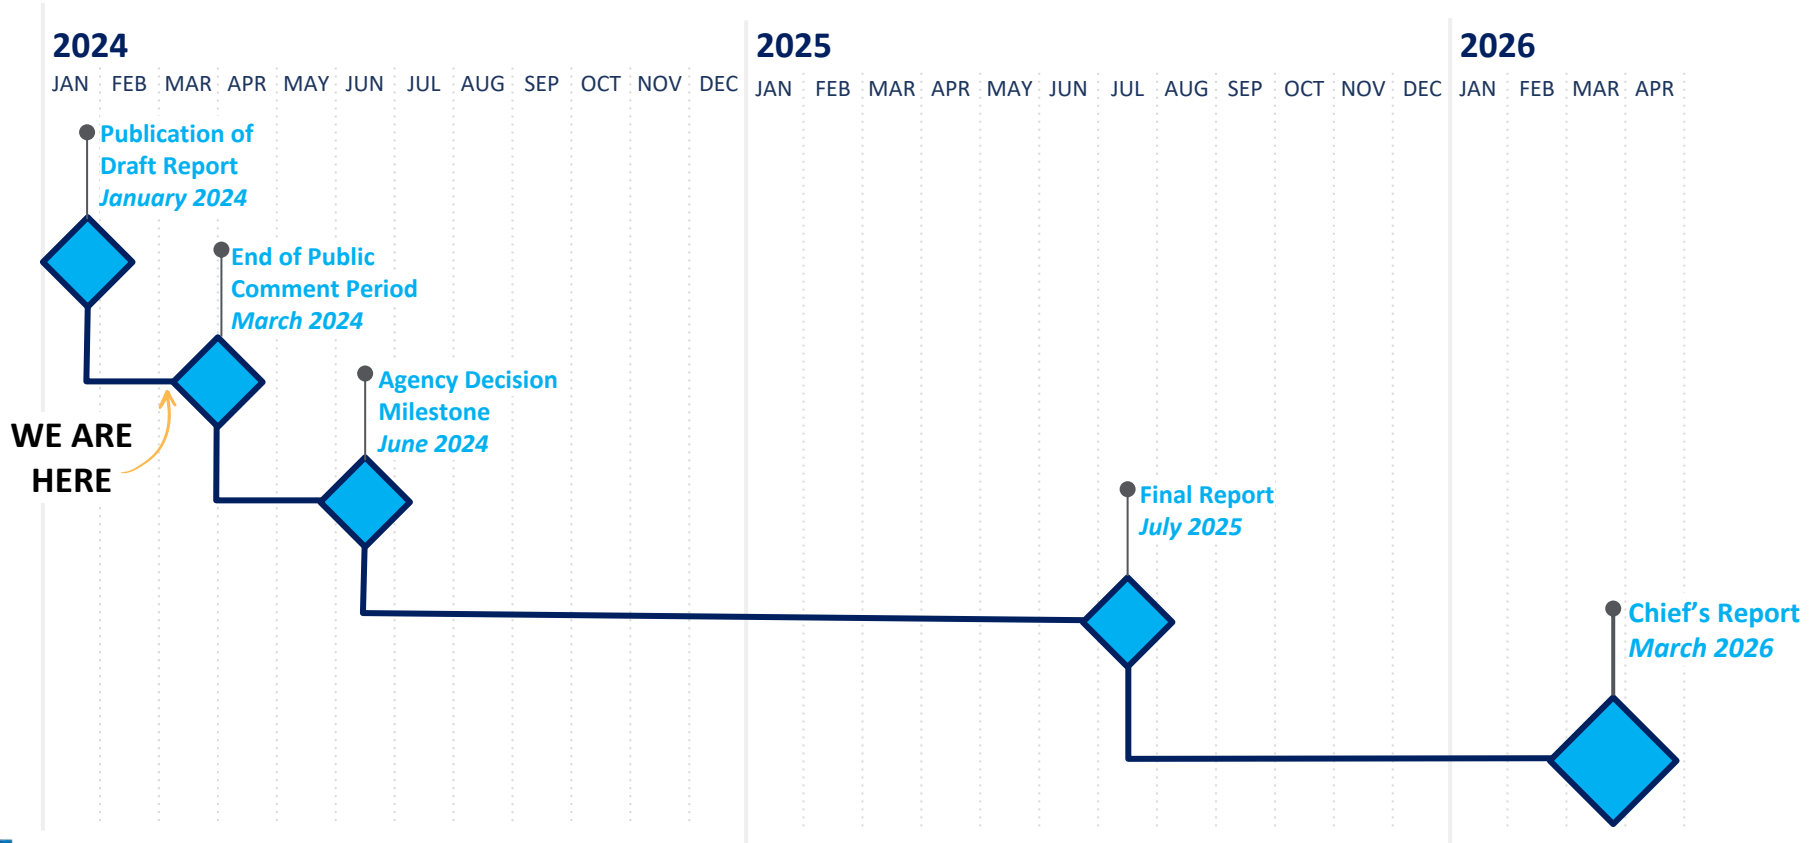 2024
2025
2026
JAN FEB MAR APR MAY JUN JUL AUG SEP OCT NOV DEC JAN FEB MAR APR MAY JUN JUL AUG SEP OCT NOV DEC JAN FEB MAR APR
Publication of
Draft Report
January 2024
End of Public
Comment Period
March 2024
WE ARE
HERE
Agency Decision
Milestone
June 2024
Final Report
July 2025
Chief’s Report
March 2026